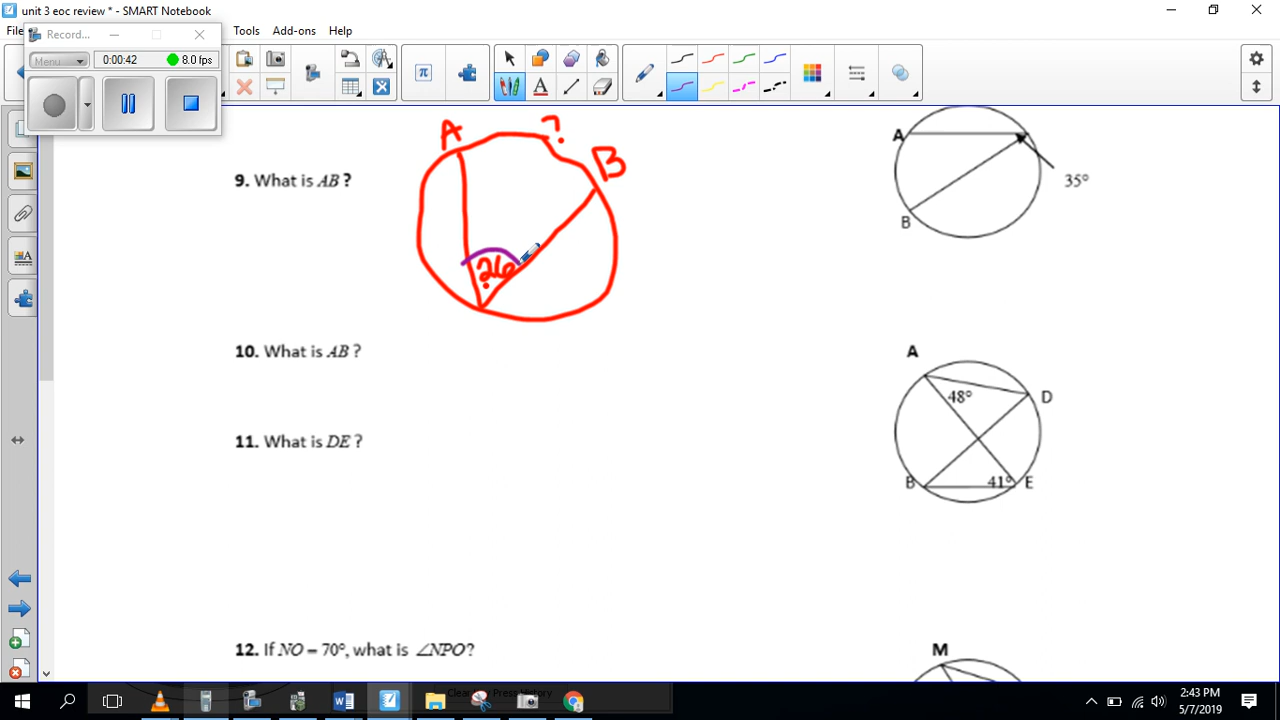 unit 3 eoc review * - SMART Notebook
Record...
Tools Add-ons Help
Menu
0:00:42
8.0 fps
π
A
A ? B
A
B
35°
9. What is AB ?
26
10. What is AB ?
11. What is DE ?
A
48°
D
B
41°
E
12. If NO = 70°, what is ∠NPO?
M
2:43 PM
5/7/2019